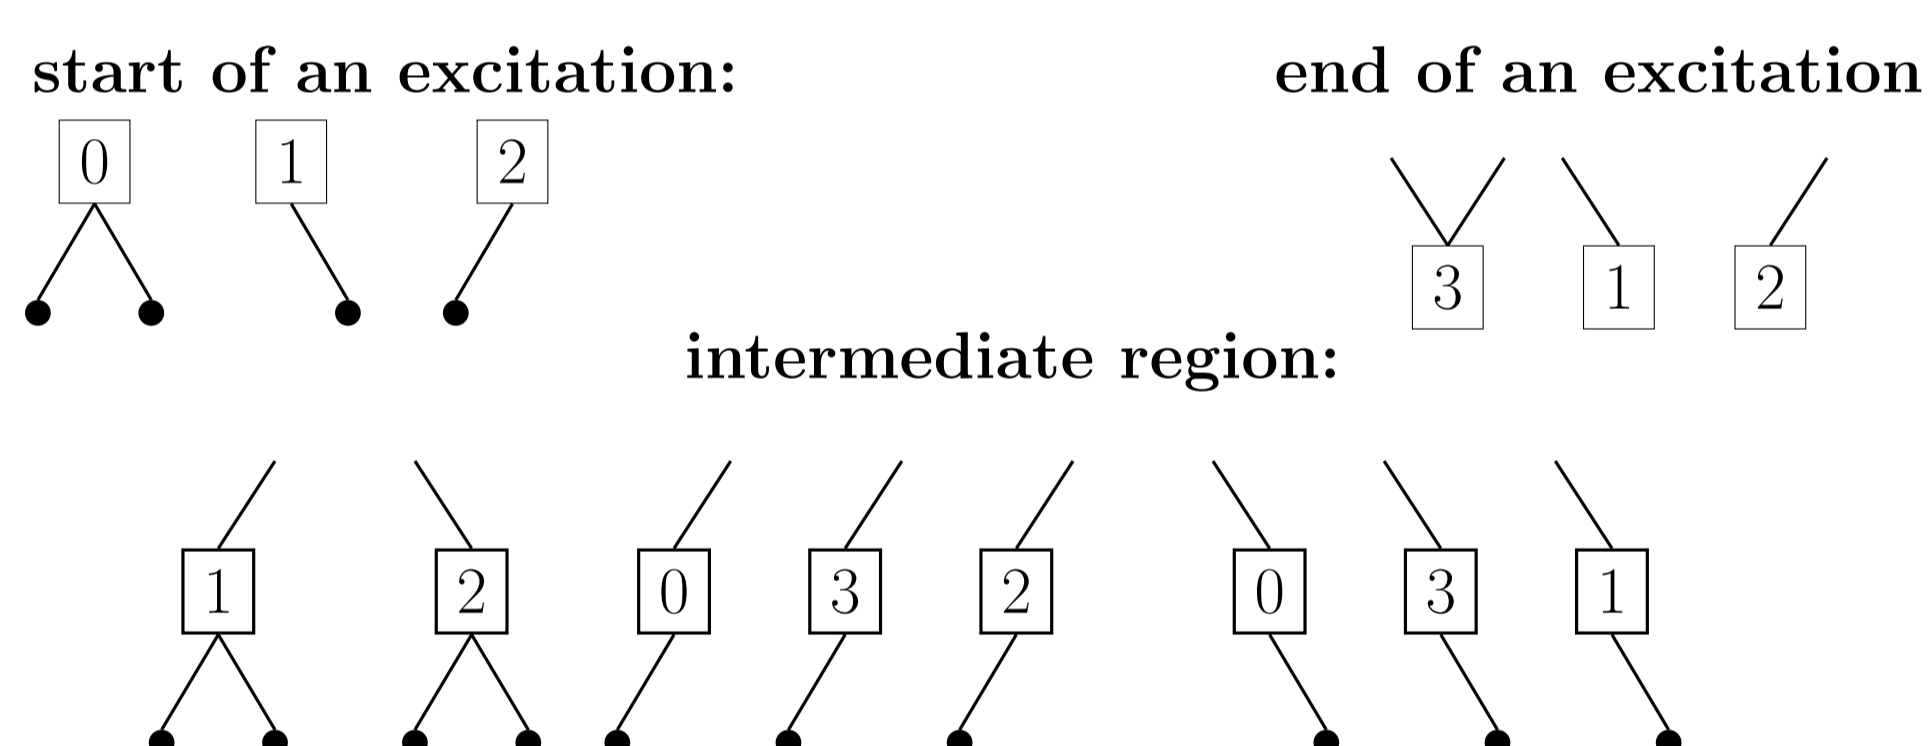 start of an excitation:
end of an excitation
0 1 2
3 1 2
intermediate region:
1 2 0 3 2 0 3 1